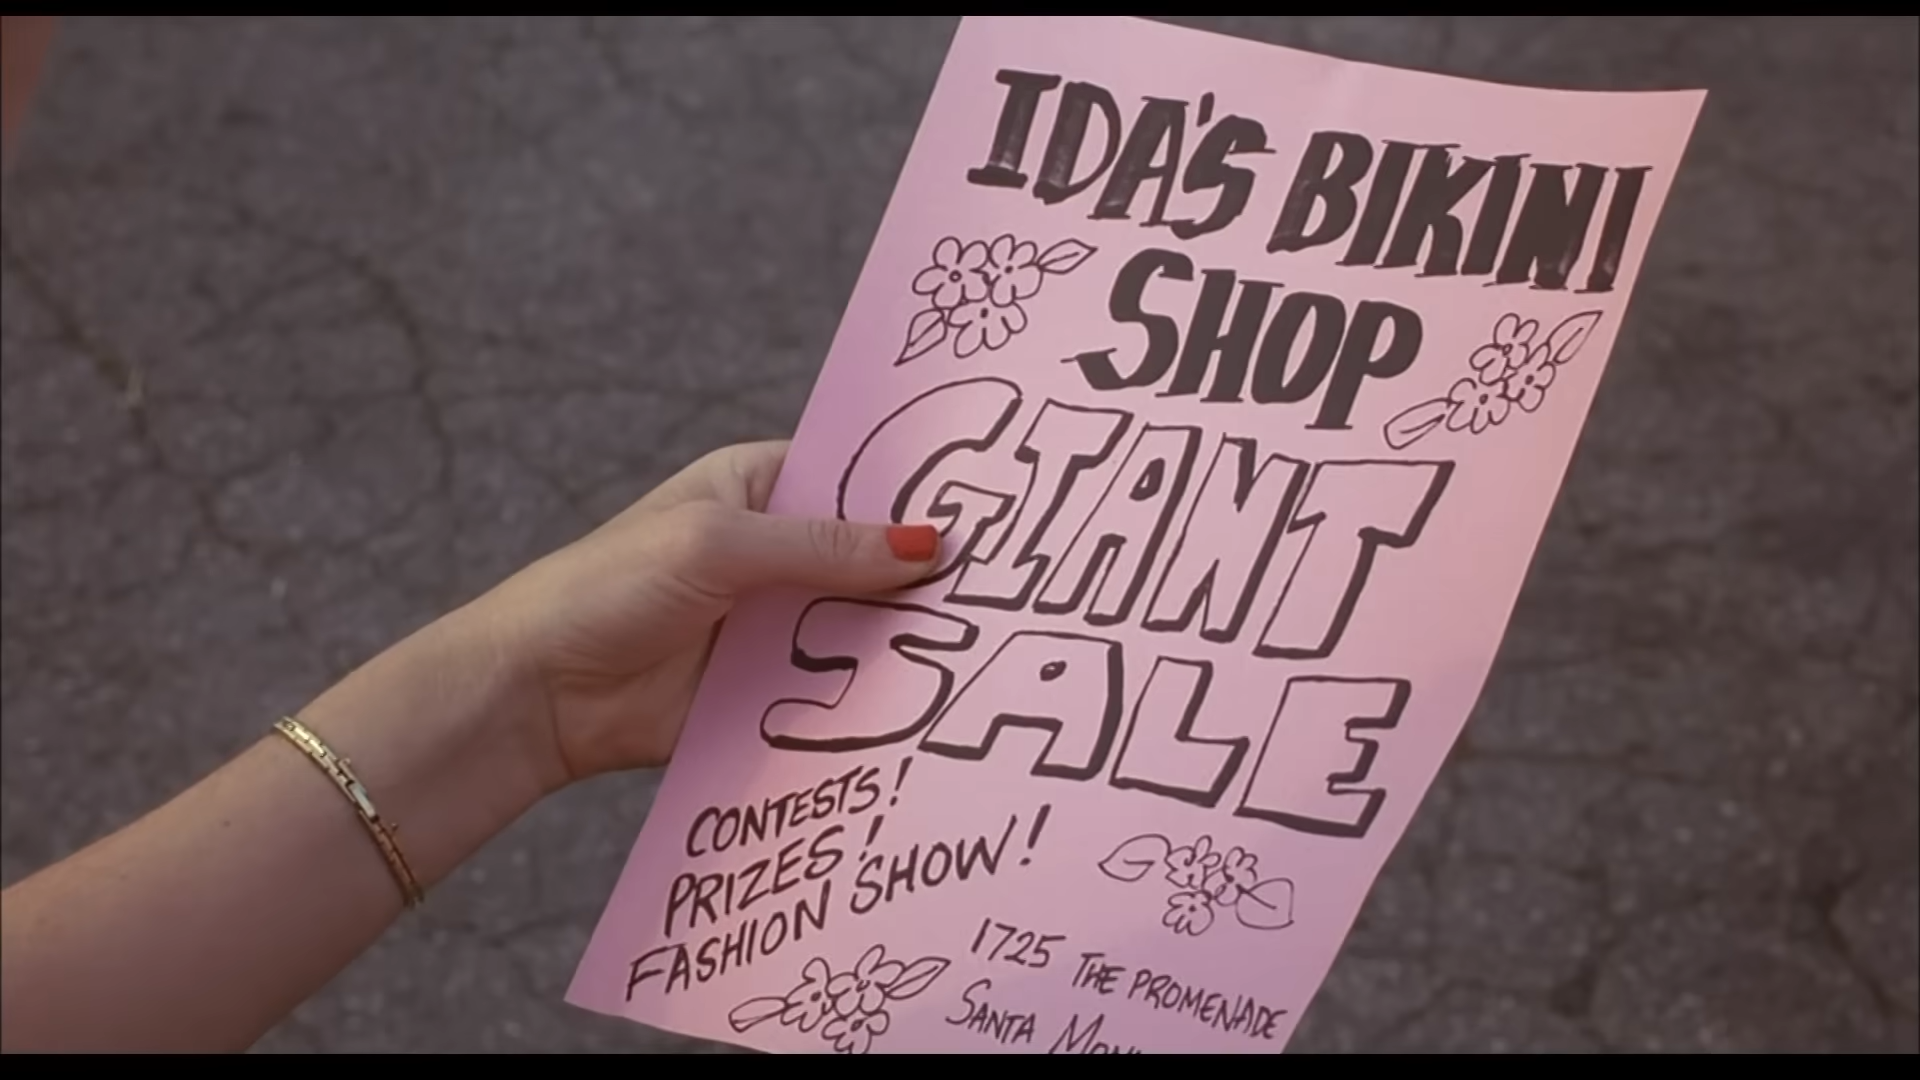 IDA'S BIKINI
SHOP
GIANT
SALE
CONTESTS!
PRIZES!
FASHION SHOW!
1725 THE PROMENADE
SANTA